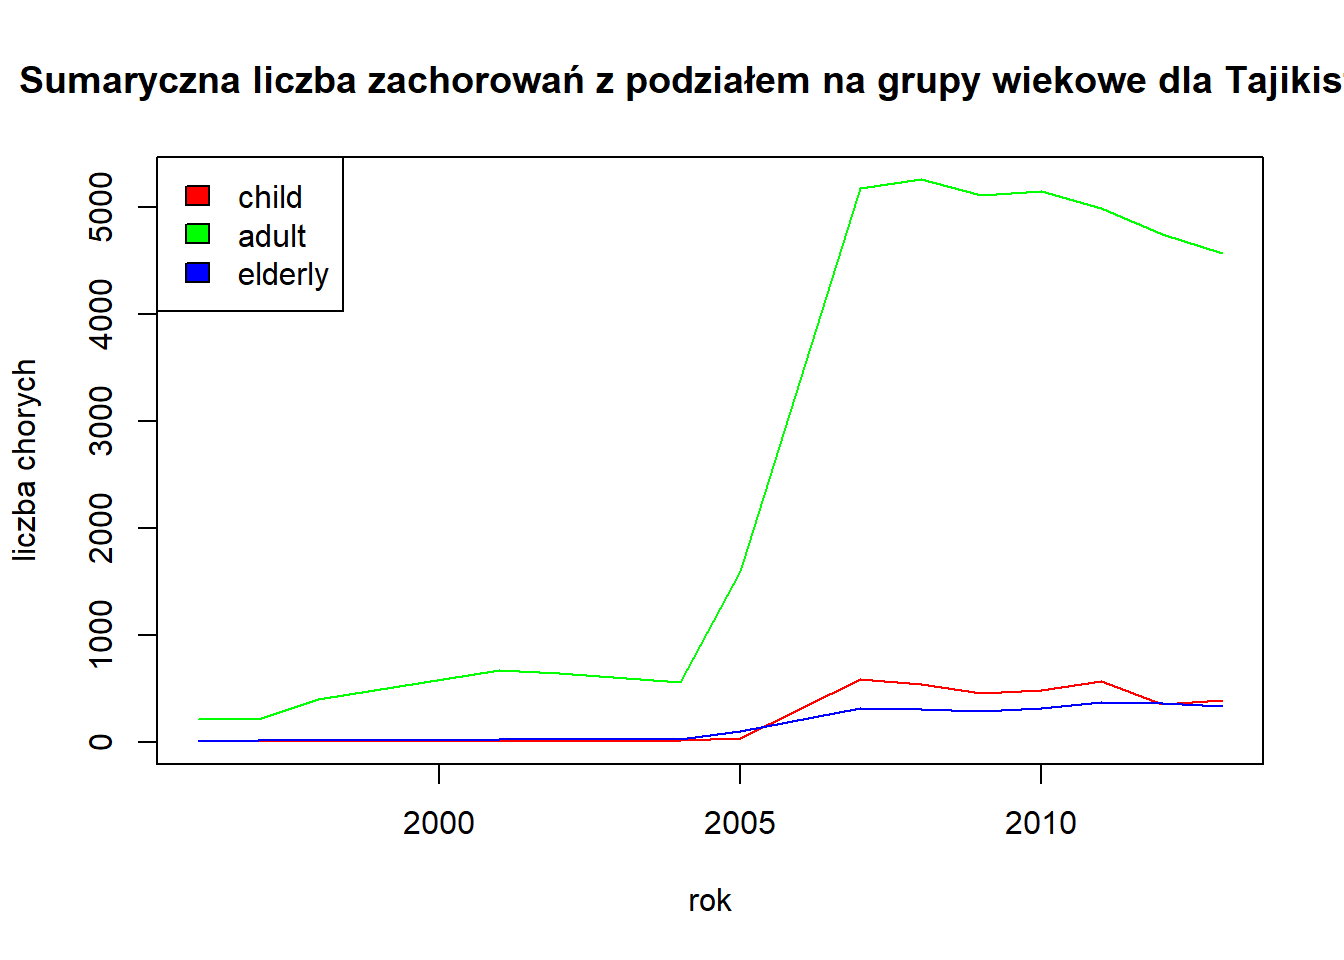 Sumaryczna liczba zachorowań z podziałem na grupy wiekowe dla Tajikis
child
adult
elderly
5000
4000
3000
2000
1000
0
liczba chorych
2000 2005 2010
rok